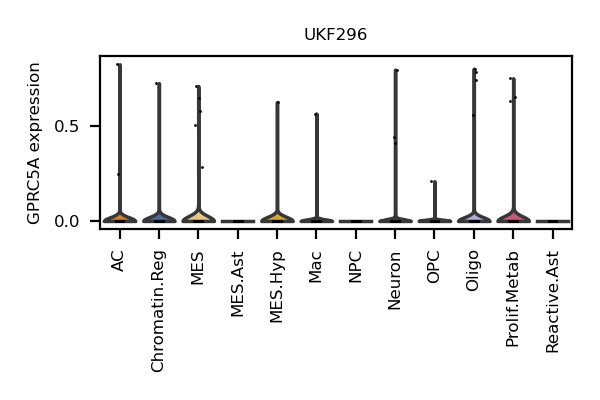 UKF296
GPRC5A expression
0.5
0.0
AC
Chromatin.Reg
MES
MES.Ast
MES.Hyp
Mac
NPC
Neuron
OPC
Oligo
Prolif.Metab
Reactive.Ast